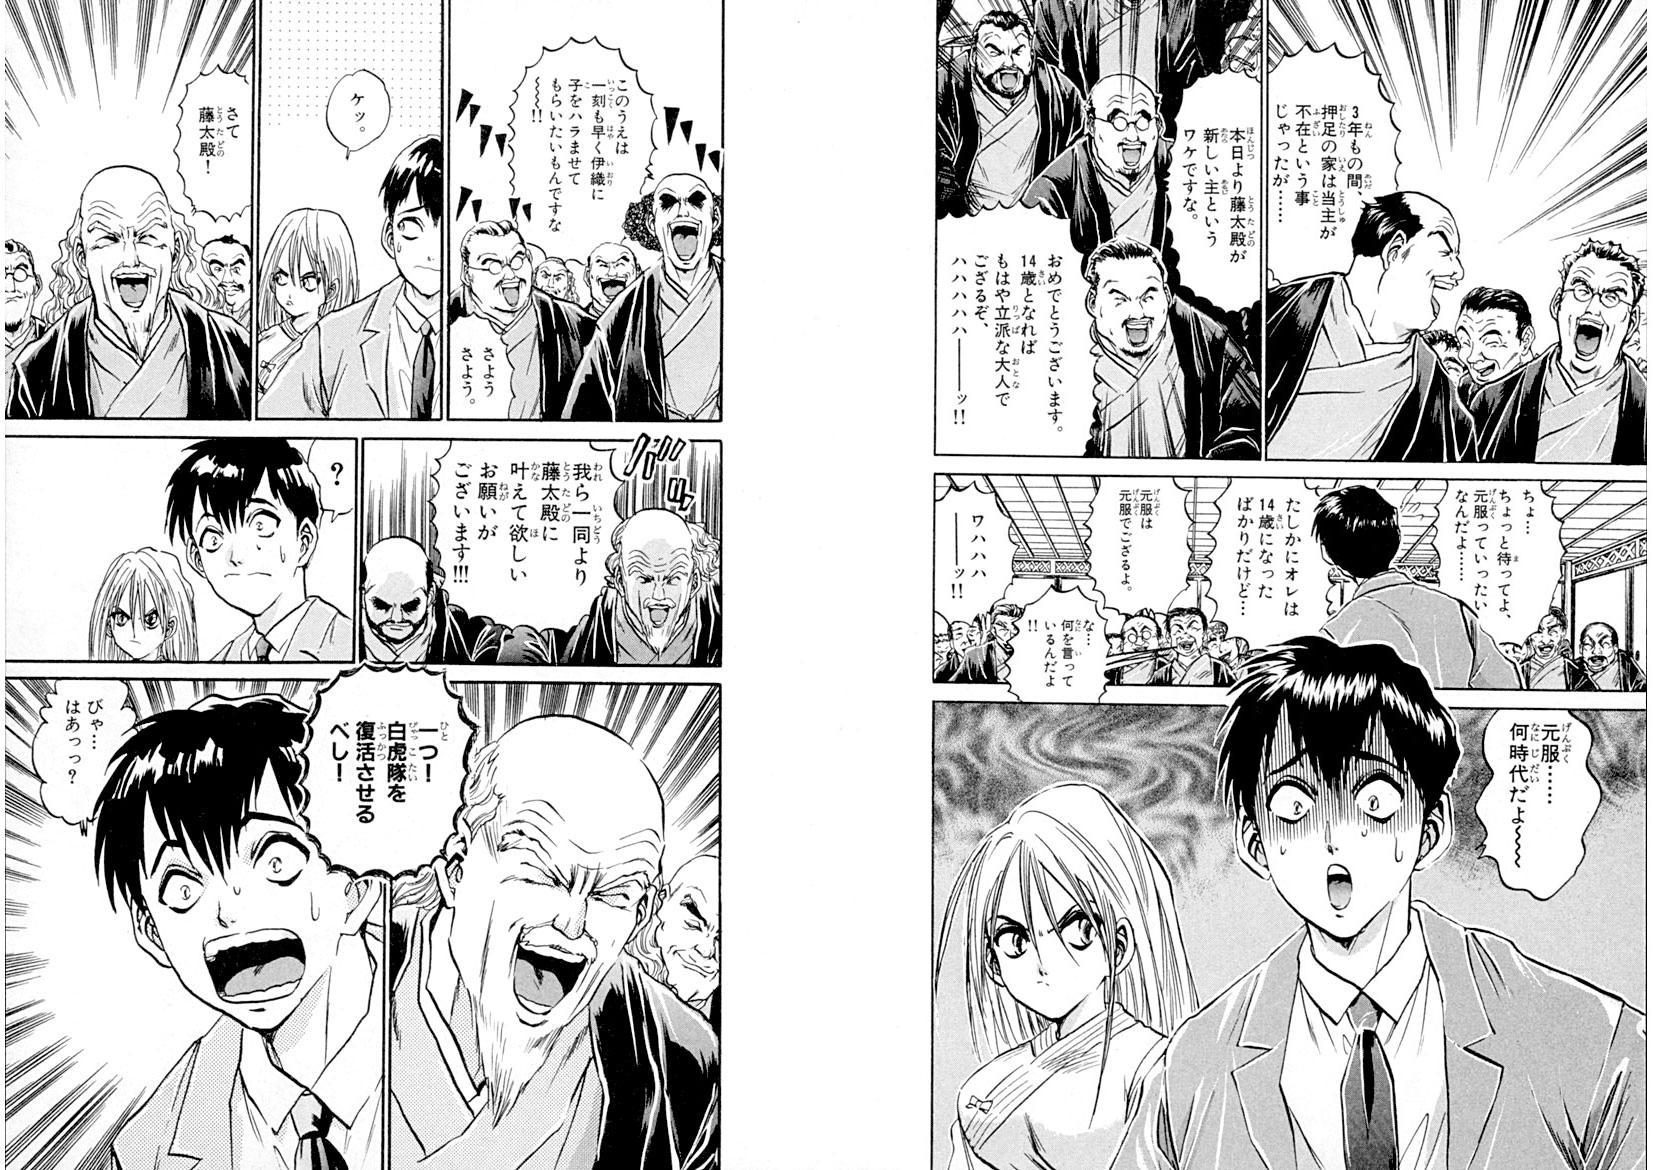 3年もの間、
押足の家は当主が
不在という事
じゃったが……
本日より藤太殿が
新しい主という
ワケですな。
おめでとうございます。
14歳となれば
もはや立派な大人で
ござるぞ、
ハハハハハ――ッ!!
ちょ…
ちょっと待ってよ、
元服っていったい
なんだよ……
たしかにオレは
14歳になった
ばかりだけど…
元服は
元服でござるよ。
ワハハハ
――ッ!!
な…
何を言って
いるんだよ
!!
元服……
何時代だよ〜〜
このうえは
一刻も早く伊織に
子をハラませて
もらいたいもんですな
〜〜!!
さよう
さよう。
ケッ。
さて
藤太殿!
バッ
我ら一同より
藤太殿に
叶えて欲しい
お願いが
ございます!!!
?
一つ!
白虎隊を
復活させる
べし!
びゃ…
はあっっ?